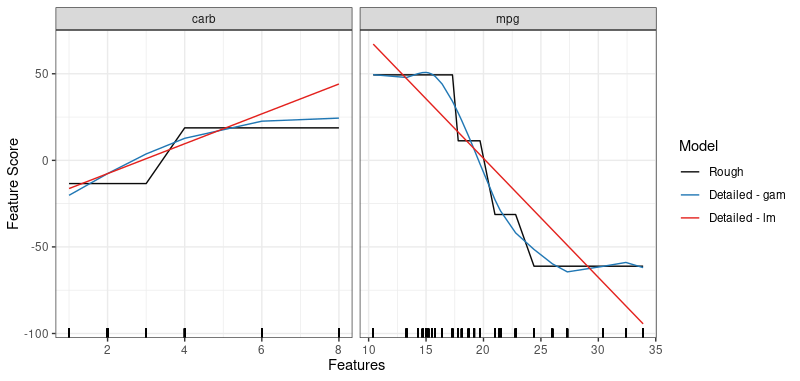 carb
mpg
Feature Score
50
0
-50
-100
2
4
6
8
10
15
20
25
30
35
Features
Model
Rough
Detailed - gam
Detailed - lm